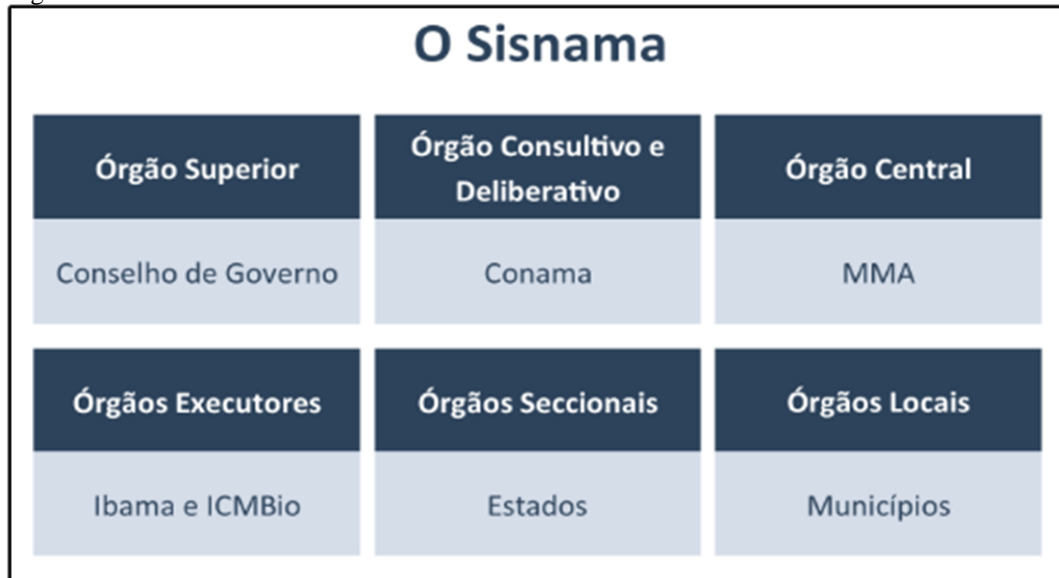 O Sisnama
Órgão Superior
Conselho de Governo
Órgão Consultivo e
Deliberativo
Conama
Órgão Central
MMA
Órgãos Executores
Ibama e ICMBio
Órgãos Seccionais
Estados
Órgãos Locais
Municípios